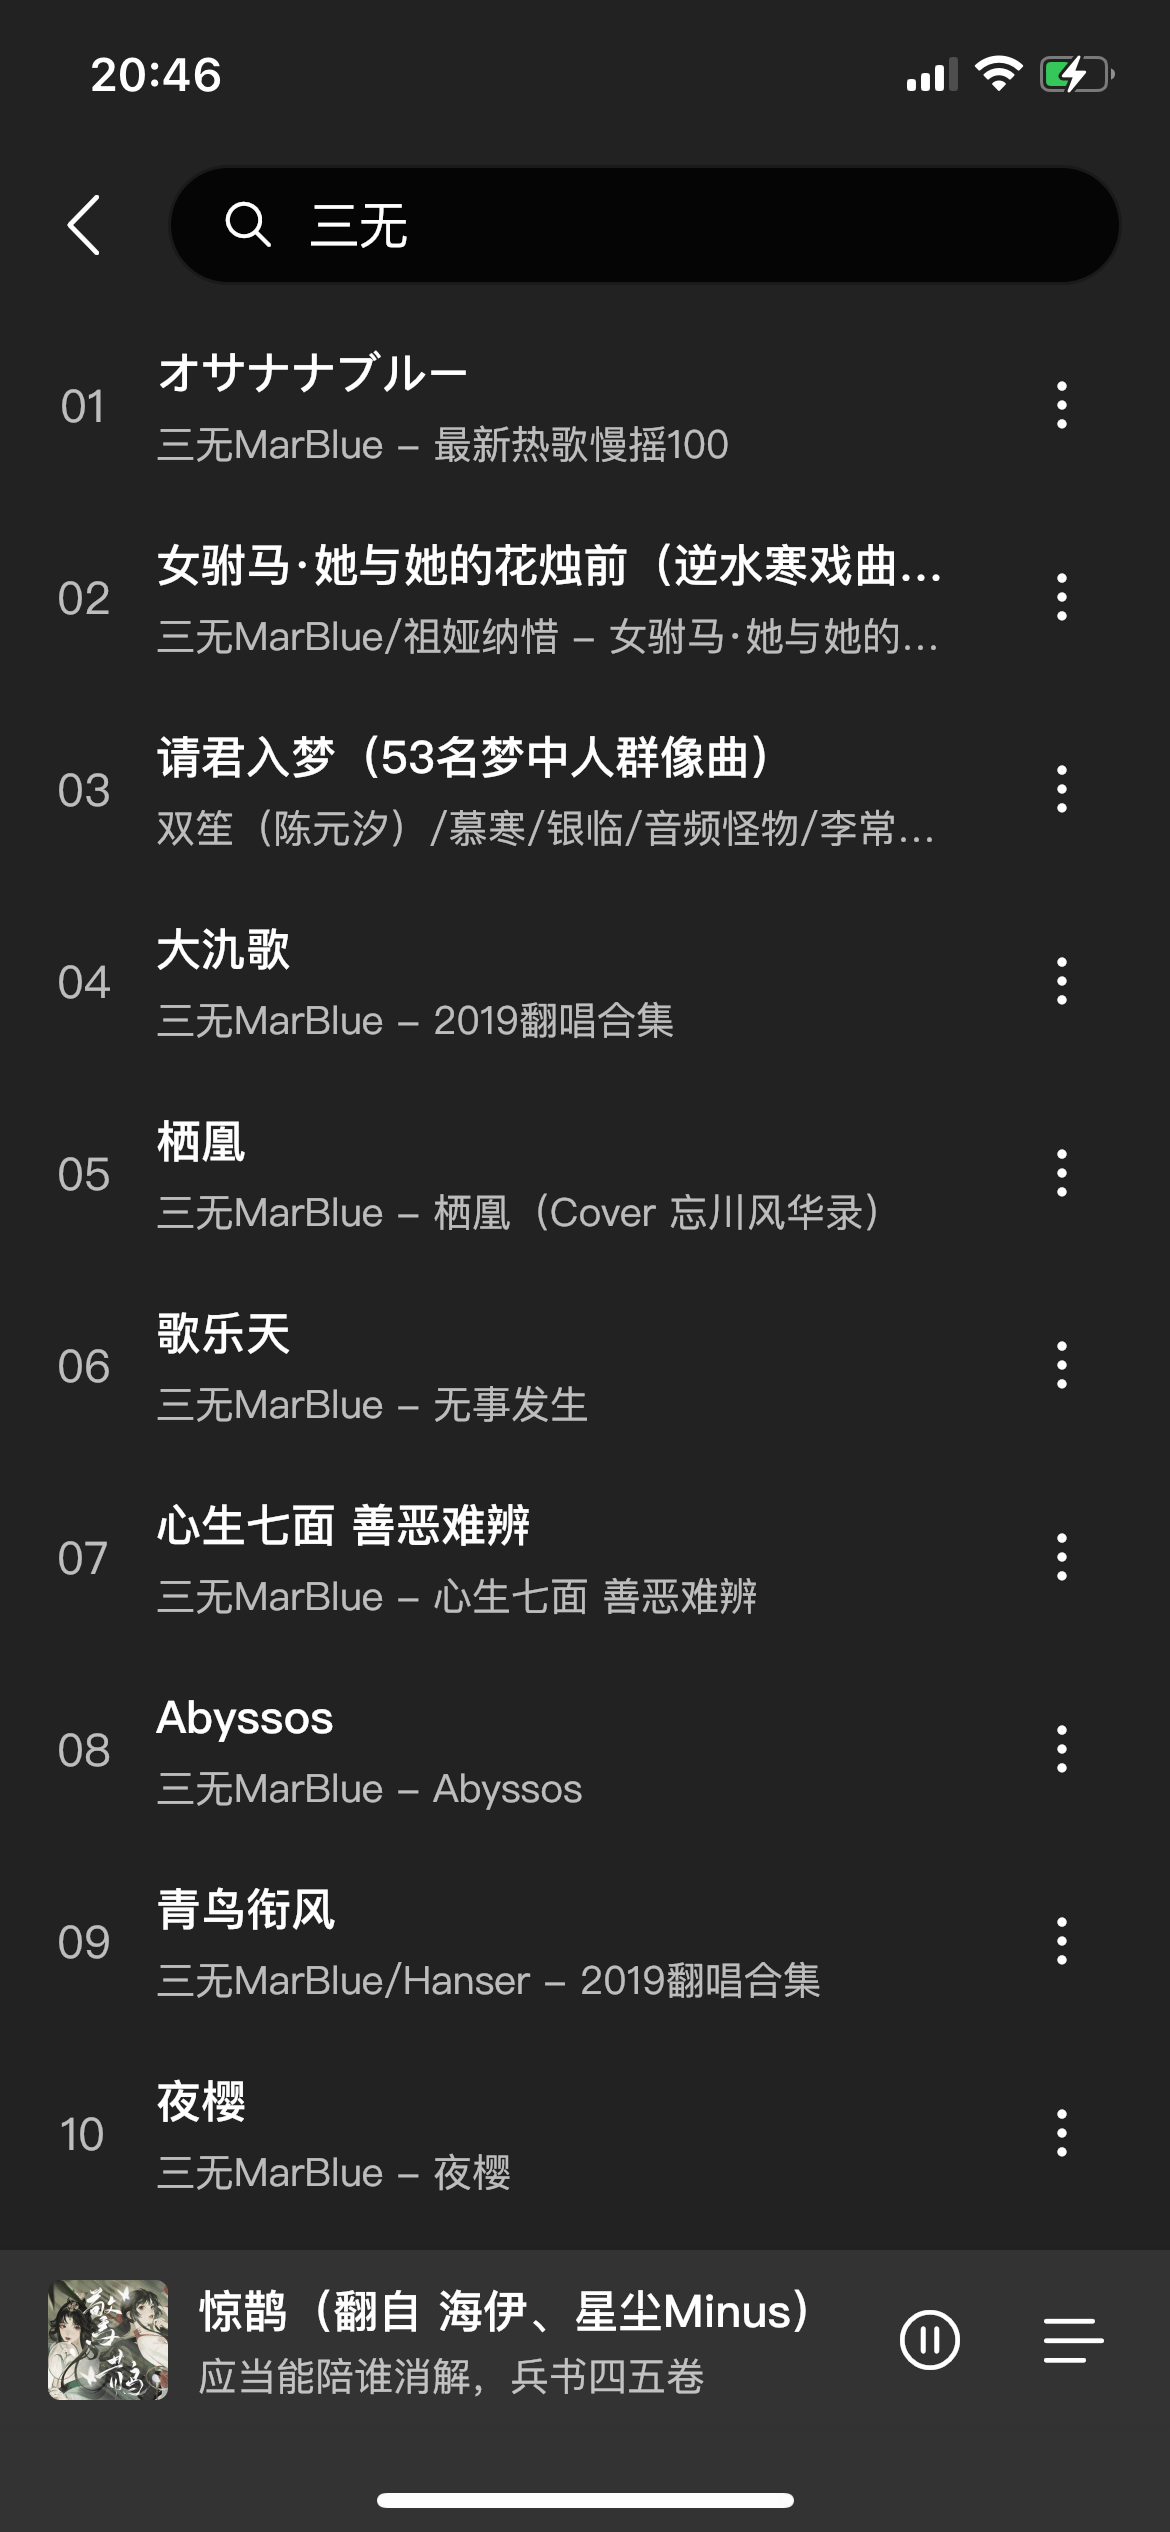 20:46
三无
01
オサナナブルー
三无MarBlue – 最新热歌慢摇100
02
女驸马·她与她的花烛前（逆水寒戏曲...
三无MarBlue/祖娅纳惜 – 女驸马·她与她的...
03
请君入梦（53名梦中人群像曲）
双笙（陈元汐）/慕寒/银临/音频怪物/李常...
04
大氿歌
三无MarBlue – 2019翻唱合集
05
栖凰
三无MarBlue – 栖凰（Cover 忘川风华录）
06
歌乐天
三无MarBlue – 无事发生
07
心生七面 善恶难辨
三无MarBlue – 心生七面 善恶难辨
08
Abyssos
三无MarBlue – Abyssos
09
青鸟衔风
三无MarBlue/Hanser – 2019翻唱合集
10
夜樱
三无MarBlue – 夜樱
惊鹊
惊鹊（翻自 海伊、星尘Minus）
应当能陪谁消解，兵书四五卷